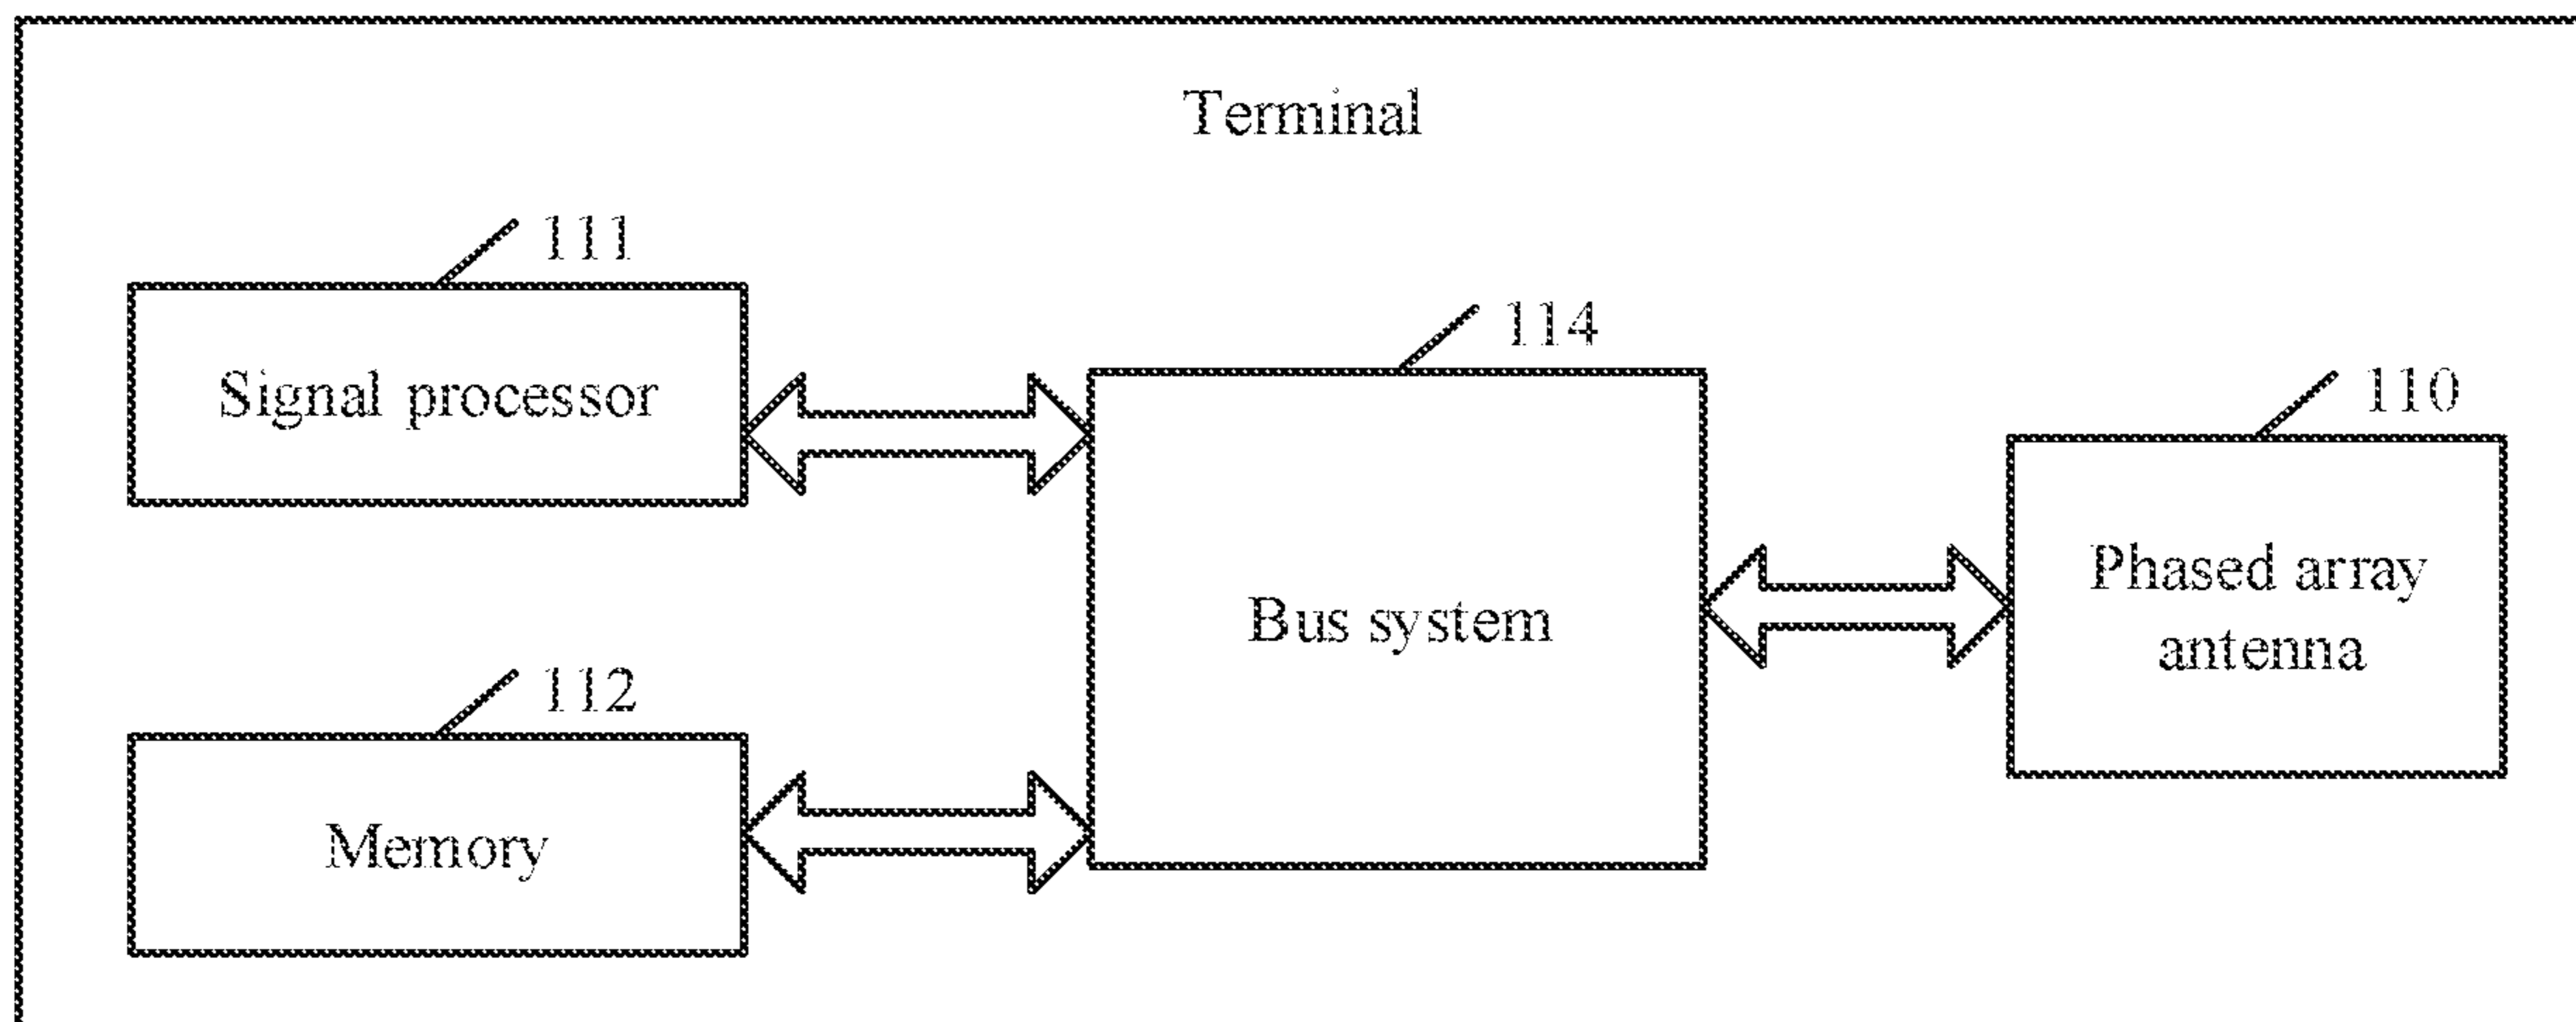 Terminal
111
Signal processor
114
Bus system
110
Phased array
antenna
112
Memory